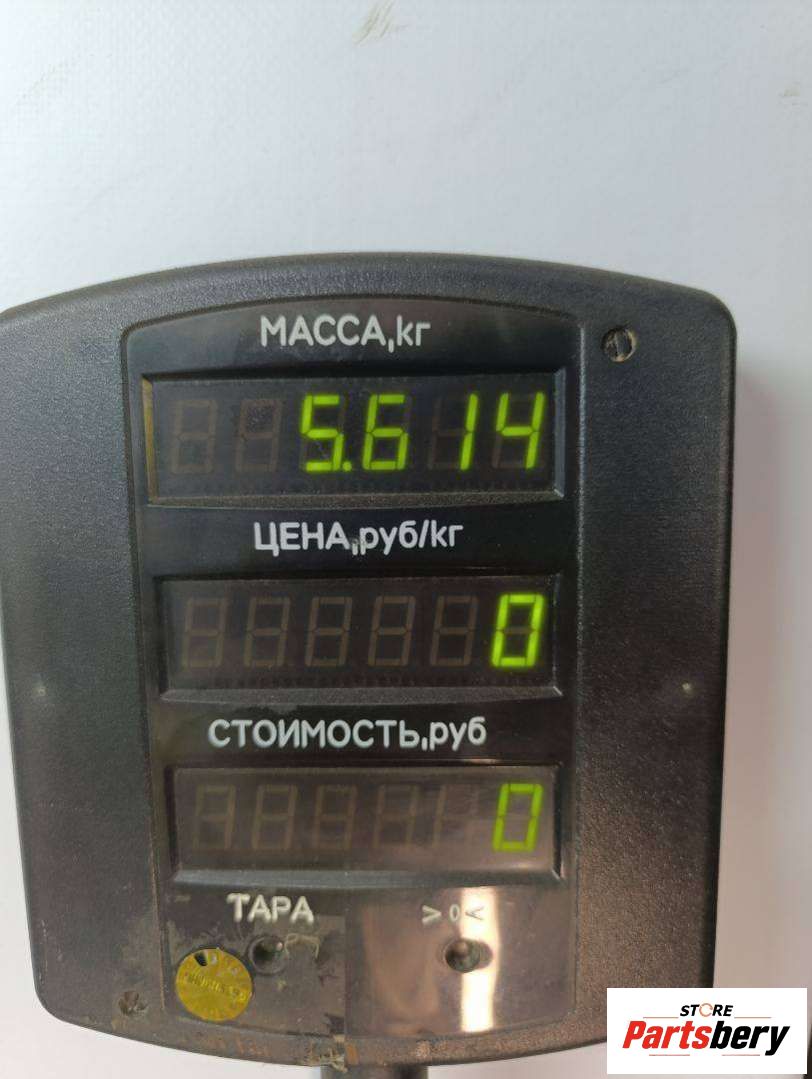 МАССА,кг
5.614
ЦЕНА,руб/кг
0
СТОИМОСТЬ,руб
0
ТАРА >0<
STORE
Partsbery